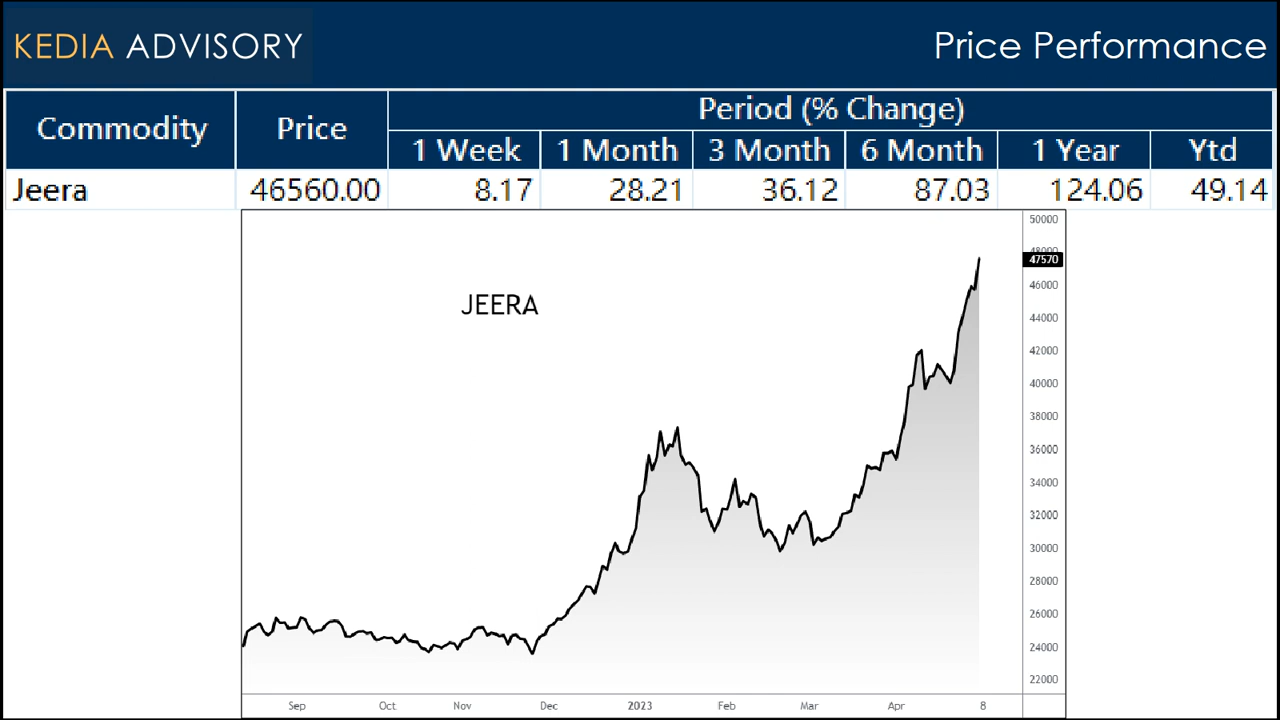 KEDIA ADVISORY
Price Performance
Commodity Price Period (% Change)
1 Week 1 Month 3 Month 6 Month 1 Year Ytd
Jeera 46560.00 8.17 28.21 36.12 87.03 124.06 49.14
JEERA
50000
48000
47570
46000
44000
42000
40000
38000
36000
34000
32000
30000
28000
26000
24000
22000
Sep Oct Nov Dec 2023 Feb Mar Apr 8